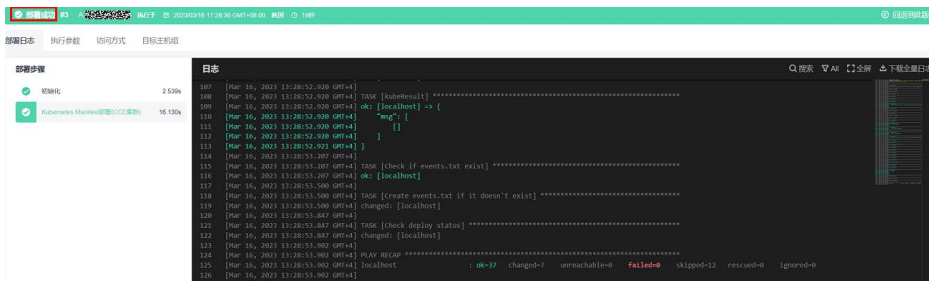 部署成功 #3 执行于 2023/03/16 17:28:36 GMT+08:00 耗时 18秒 回退到此版
部署日志 执行参数 访问方式 目标主机组
部署步骤
初始化 2.539s
Kubernetes Manifest部署(CCE集群) 16.130s
日志 搜索 All 全屏 下载全量日志
107 [Mar 16, 2023 13:28:52.920 GMT+4]
108 [Mar 16, 2023 13:28:52.920 GMT+4] TASK [kubeResult] ***
109 [Mar 16, 2023 13:28:52.920 GMT+4] ok: [localhost] => {
110 [Mar 16, 2023 13:28:52.920 GMT+4] "msg": [
111 [Mar 16, 2023 13:28:52.920 GMT+4] []
112 [Mar 16, 2023 13:28:52.920 GMT+4] ]
113 [Mar 16, 2023 13:28:52.921 GMT+4] }
114 [Mar 16, 2023 13:28:53.207 GMT+4]
115 [Mar 16, 2023 13:28:53.207 GMT+4] TASK [Check if events.txt exist] ***
116 [Mar 16, 2023 13:28:53.207 GMT+4] ok: [localhost]
117 [Mar 16, 2023 13:28:53.500 GMT+4]
118 [Mar 16, 2023 13:28:53.500 GMT+4] TASK [Create events.txt if it doesn't exist] ***
119 [Mar 16, 2023 13:28:53.500 GMT+4] changed: [localhost]
120 [Mar 16, 2023 13:28:53.847 GMT+4]
121 [Mar 16, 2023 13:28:53.847 GMT+4] TASK [Check deploy status] ***
122 [Mar 16, 2023 13:28:53.847 GMT+4] changed: [localhost]
123 [Mar 16, 2023 13:28:53.902 GMT+4]
124 [Mar 16, 2023 13:28:53.902 GMT+4] PLAY RECAP ***
125 [Mar 16, 2023 13:28:53.902 GMT+4] localhost : ok=37 changed=7 unreachable=0 failed=0 skipped=12 rescued=0 ignored=0
126 [Mar 16, 2023 13:28:53.902 GMT+4]